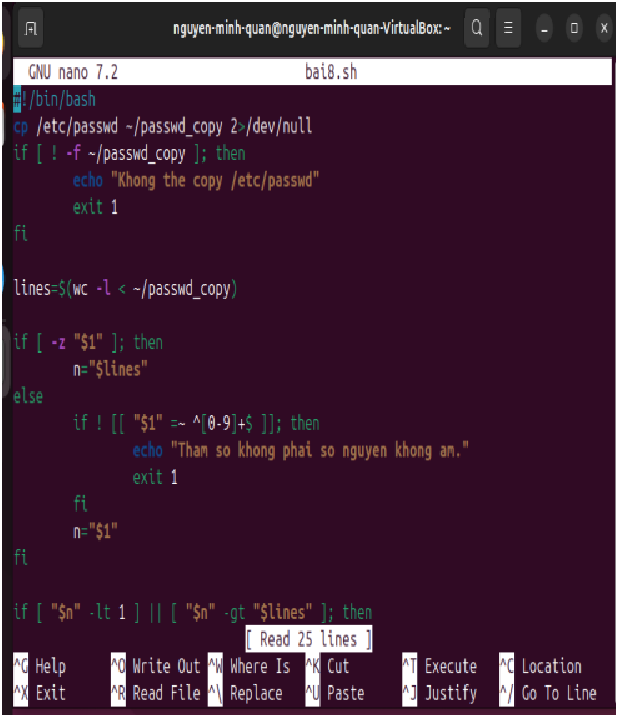 nguyen-minh-quan@nguyen-minh-quan-VirtualBox: ~
GNU nano 7.2 bai8.sh
#!/bin/bash
cp /etc/passwd ~/passwd_copy 2>/dev/null
if [ ! -f ~/passwd_copy ]; then
        echo "Khong the copy /etc/passwd"
        exit 1
fi

lines=$(wc -l < ~/passwd_copy)

if [ -z "$1" ]; then
        n="$lines"
else
        if ! [[ "$1" =~ ^[0-9]+$ ]]; then
                echo "Tham so khong phai so nguyen khong am."
                exit 1
        fi
        n="$1"
fi

if [ "$n" -lt 1 ] || [ "$n" -gt "$lines" ]; then
[ Read 25 lines ]
^G Help ^O Write Out ^W Where Is ^K Cut ^T Execute ^C Location
^X Exit ^R Read File ^\ Replace ^U Paste ^J Justify ^/ Go To Line